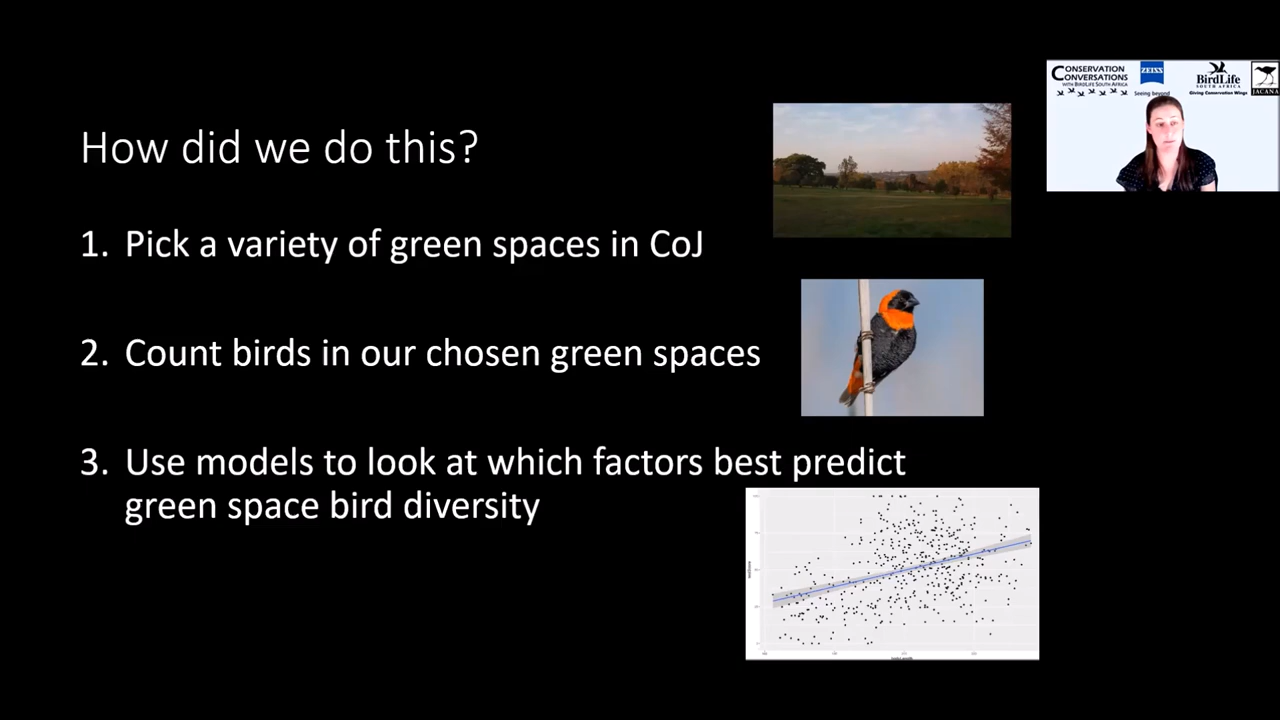 How did we do this?
1. Pick a variety of green spaces in CoJ
2. Count birds in our chosen green spaces
3. Use models to look at which factors best predict
green space bird diversity
CONSERVATION
CONVERSATIONS
WITH BIRDLIFE SOUTH AFRICA
ZEISS
Seeing beyond
BirdLife
SOUTH AFRICA
Giving Conservation Wings
JACANA